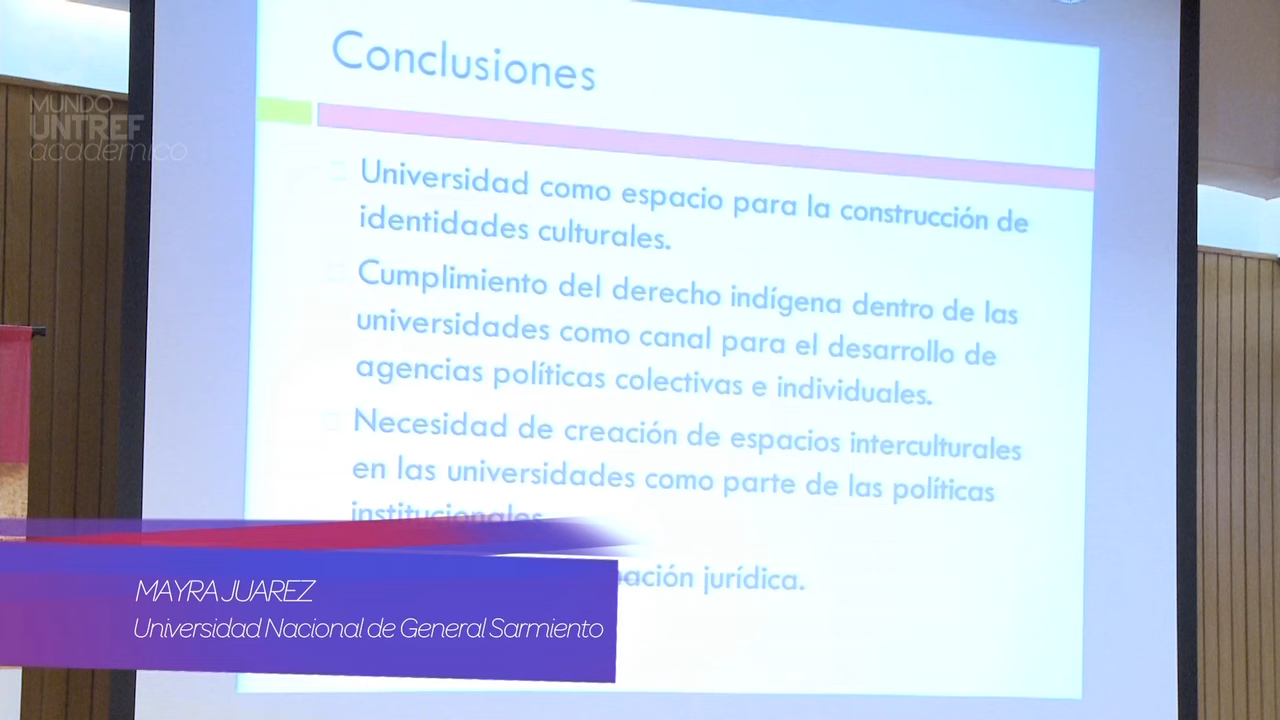 MUNDO
UNTREF
académico
Conclusiones
Universidad como espacio para la construcción de
identidades culturales.
Cumplimiento del derecho indígena dentro de las
universidades como canal para el desarrollo de
agencias políticas colectivas e individuales.
Necesidad de creación de espacios interculturales
en las universidades como parte de las políticas
institucionales
jurídica.
MAYRA JUAREZ
Universidad Nacional de General Sarmiento